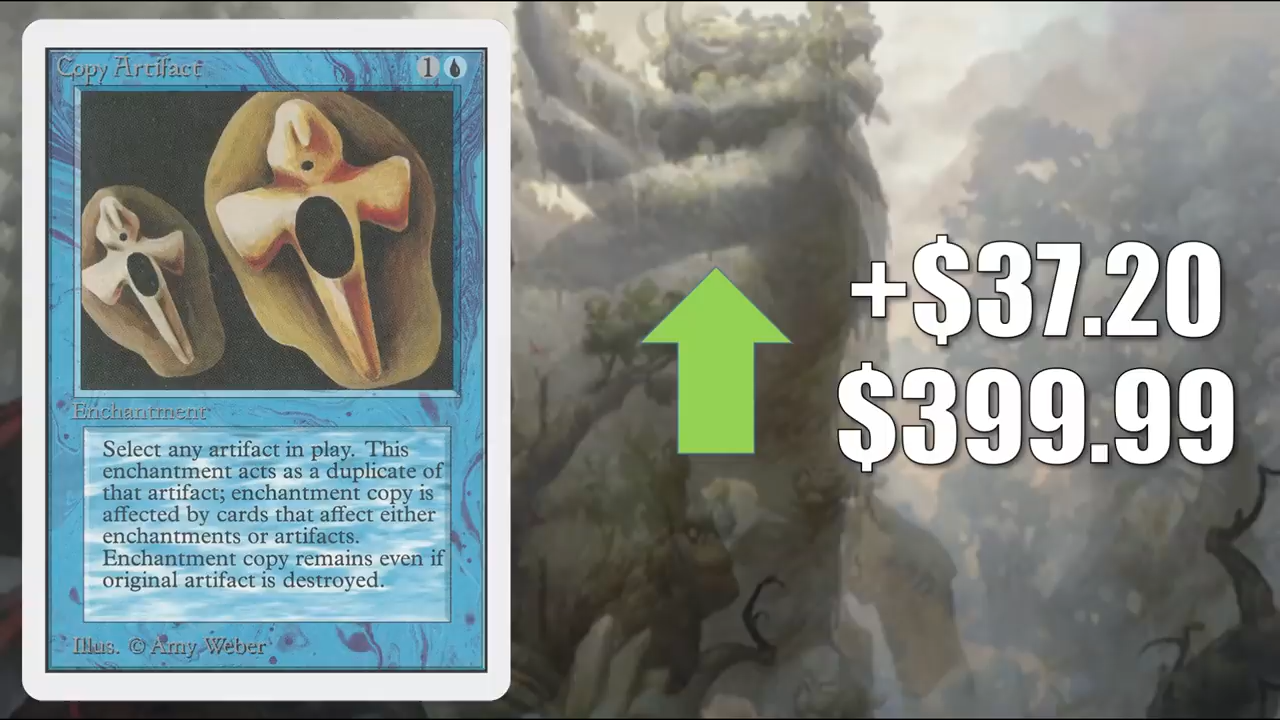 Copy Artifact
1
Enchantment
Select any artifact in play. This
enchantment acts as a duplicate of
that artifact; enchantment copy is
affected by cards that affect either
enchantments or artifacts.
Enchantment copy remains even if
original artifact is destroyed.
Illus. © Amy Weber
+$37.20
$399.99